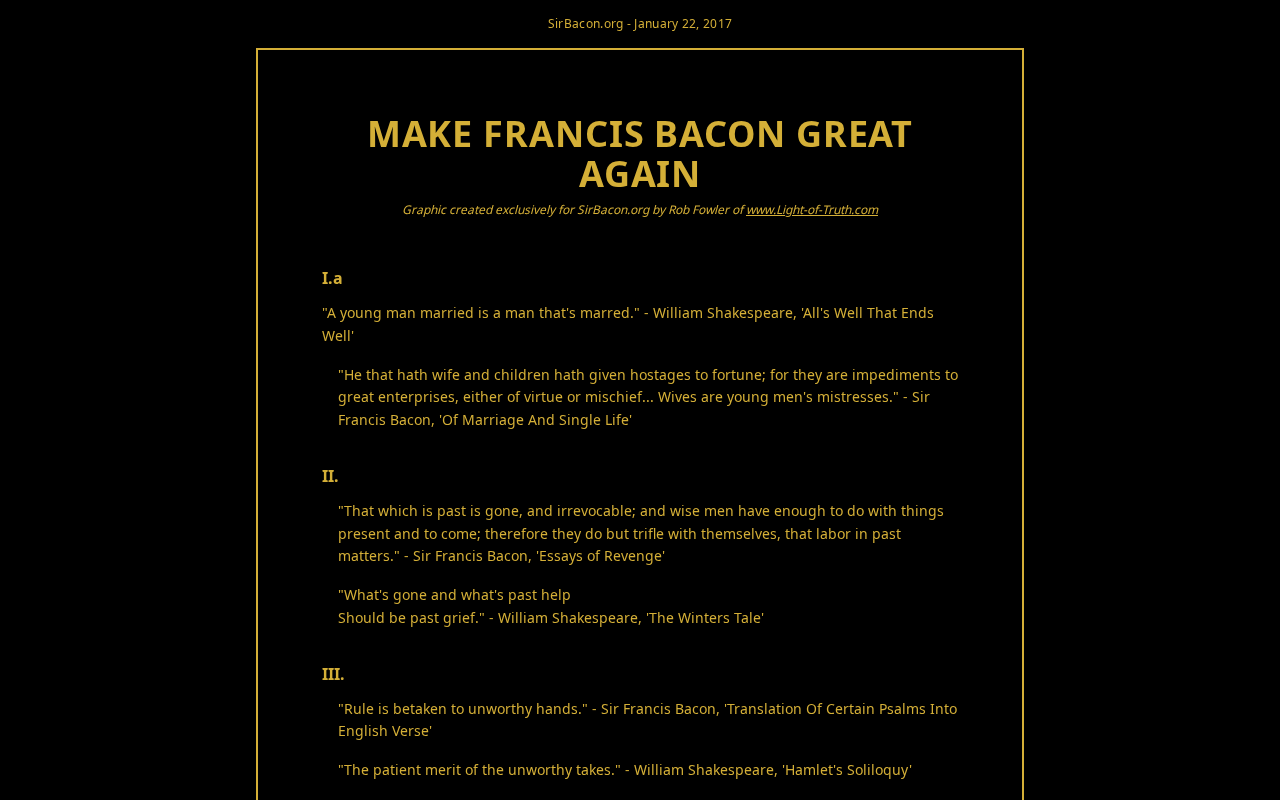 SirBacon.org - January 22, 2017
MAKE FRANCIS BACON GREAT
AGAIN
Graphic created exclusively for SirBacon.org by Rob Fowler of www.Light-of-Truth.com
I.a
"A young man married is a man that's marred." - William Shakespeare, 'All's Well That Ends
Well'
"He that hath wife and children hath given hostages to fortune; for they are impediments to
great enterprises, either of virtue or mischief... Wives are young men's mistresses." - Sir
Francis Bacon, 'Of Marriage And Single Life'
II.
"That which is past is gone, and irrevocable; and wise men have enough to do with things
present and to come; therefore they do but trifle with themselves, that labor in past
matters." - Sir Francis Bacon, 'Essays of Revenge'
"What's gone and what's past help
Should be past grief." - William Shakespeare, 'The Winters Tale'
III.
"Rule is betaken to unworthy hands." - Sir Francis Bacon, 'Translation Of Certain Psalms Into
English Verse'
"The patient merit of the unworthy takes." - William Shakespeare, 'Hamlet's Soliloquy'